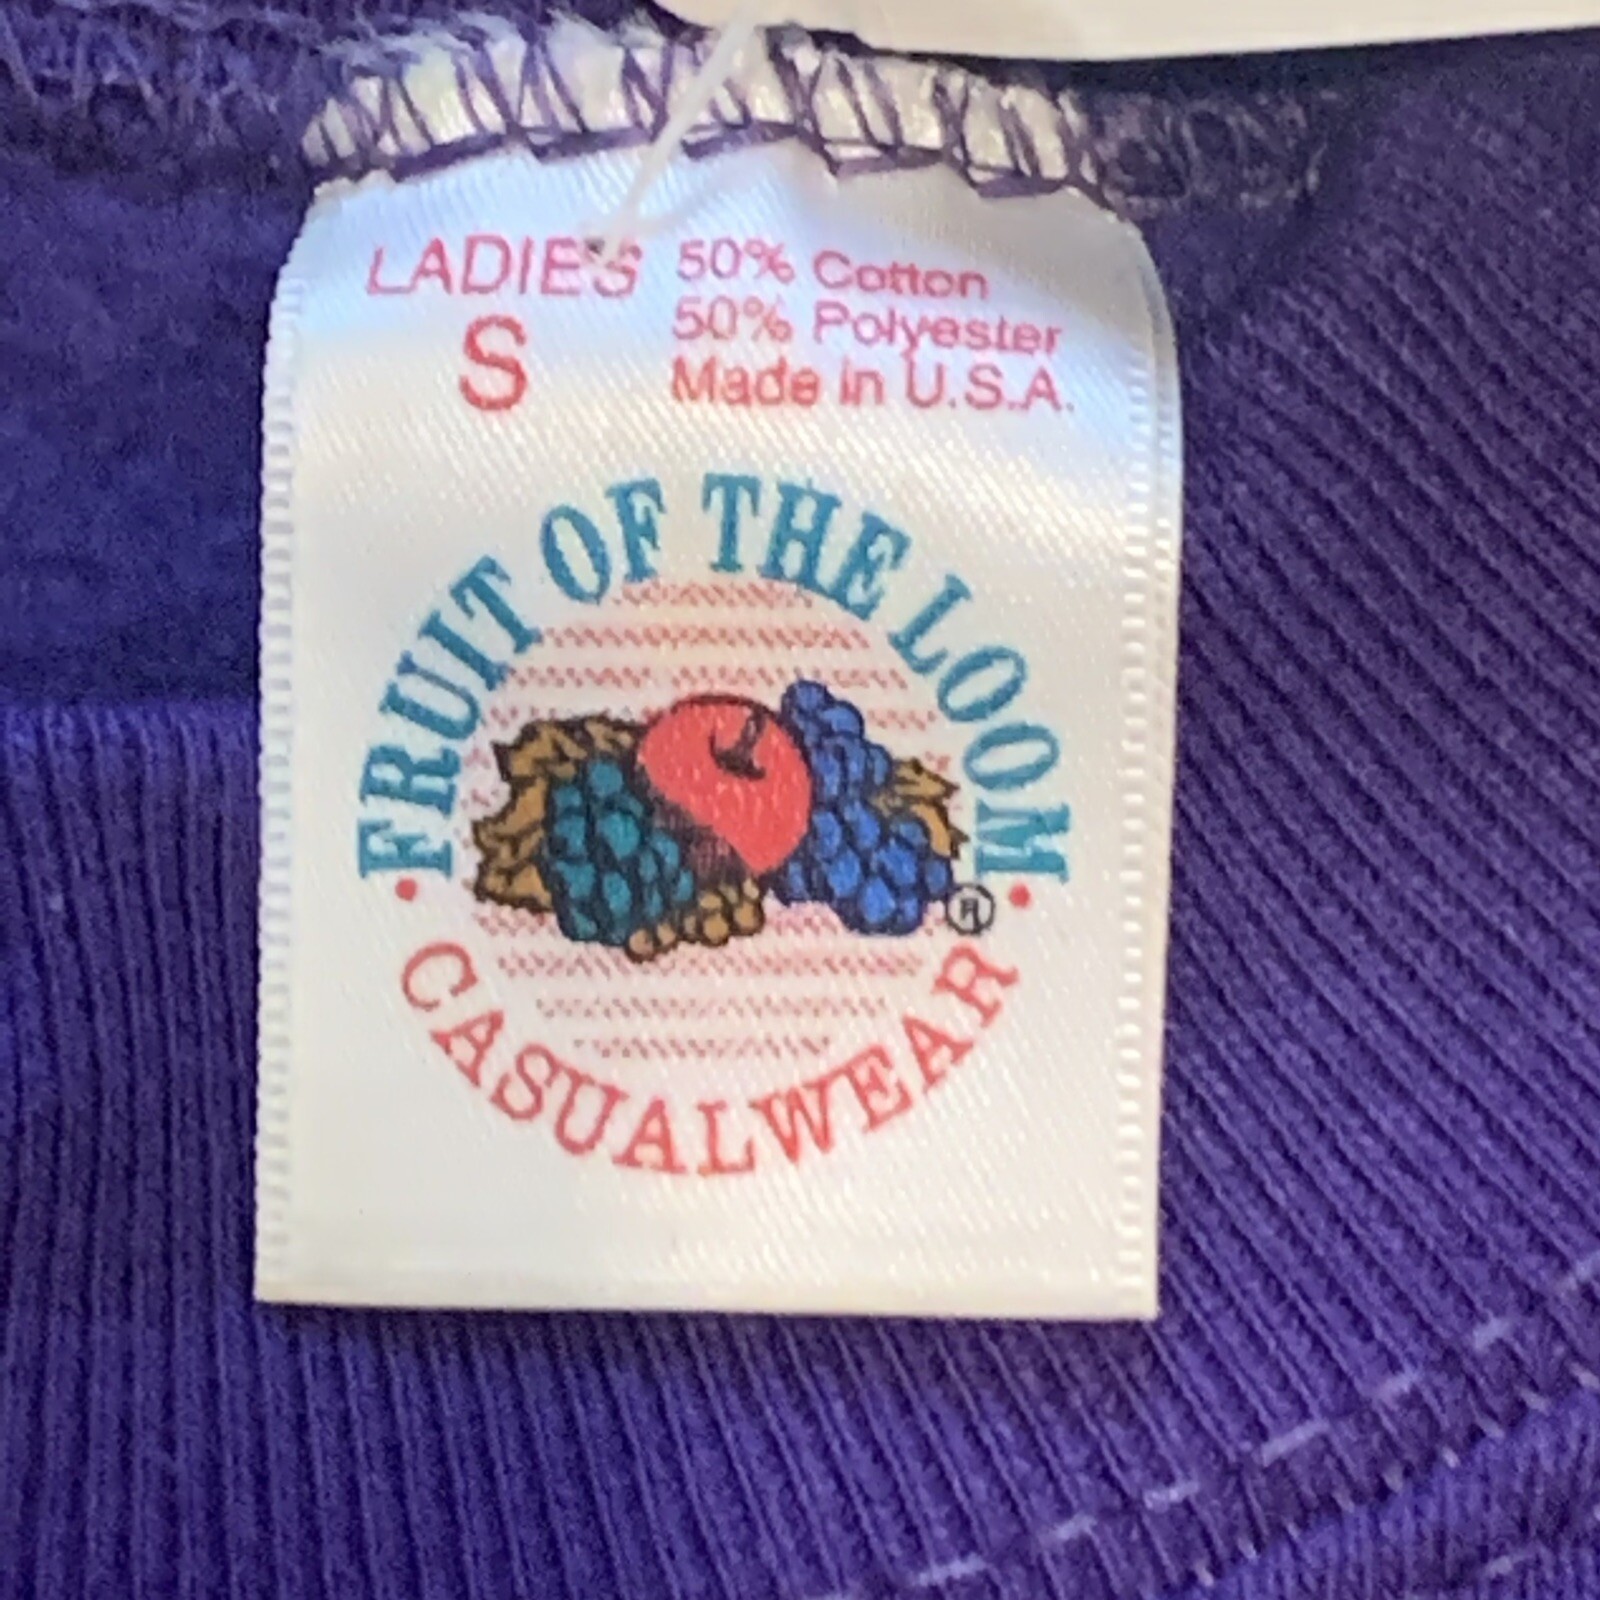 LADIES
S
50% Cotton
50% Polyester
Made in U.S.A.
FRUIT OF THE LOOM
®
• CASUALWEAR •